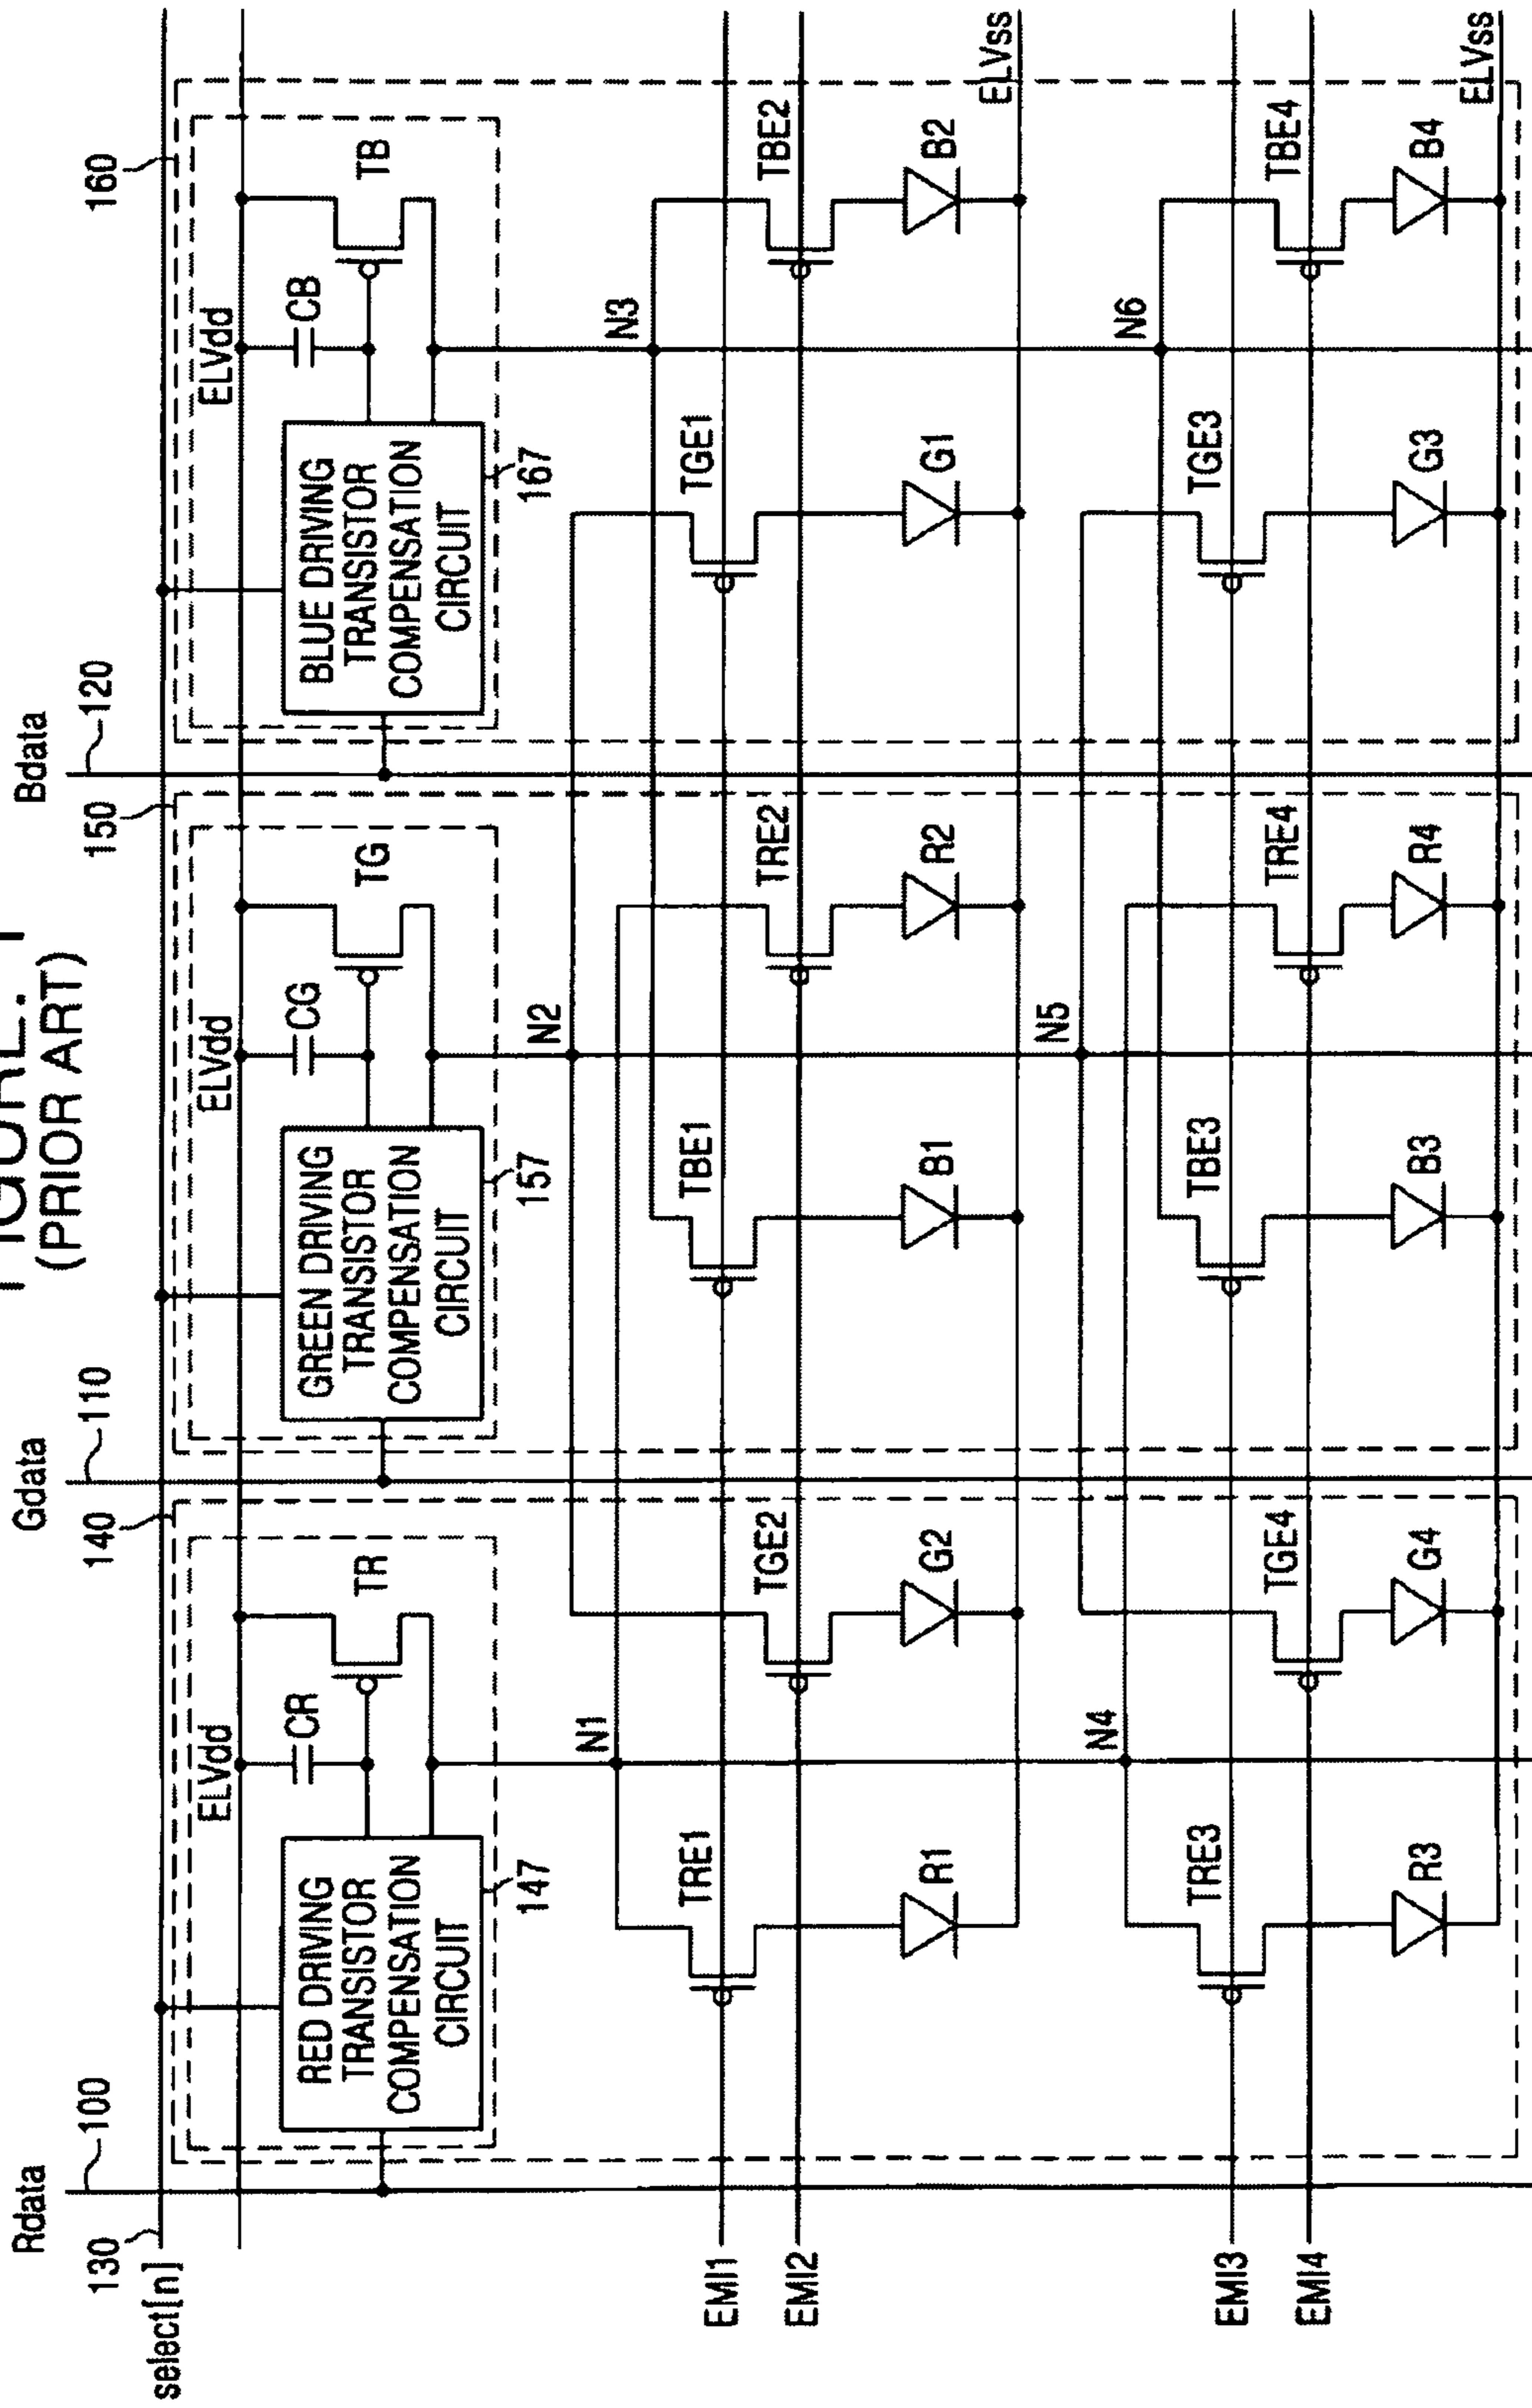 FIGURE. 1
(PRIOR ART)
Rdata
100
Gdata
110
Bdata
120
130
select[n]
140
150
160
ELVdd
CR
TR
RED DRIVING
TRANSISTOR
COMPENSATION
CIRCUIT
147
ELVdd
CG
TG
GREEN DRIVING
TRANSISTOR
COMPENSATION
CIRCUIT
157
ELVdd
CB
TB
BLUE DRIVING
TRANSISTOR
COMPENSATION
CIRCUIT
167
N1
N2
N3
TRE1
TGE2
TBE1
TRE2
TGE1
TBE2
EMI1
EMI2
R1
G2
B1
R2
G1
B2
ELVss
N4
N5
N6
TRE3
TGE4
TBE3
TRE4
TGE3
TBE4
EMI3
EMI4
R3
G4
B3
R4
G3
B4
ELVss